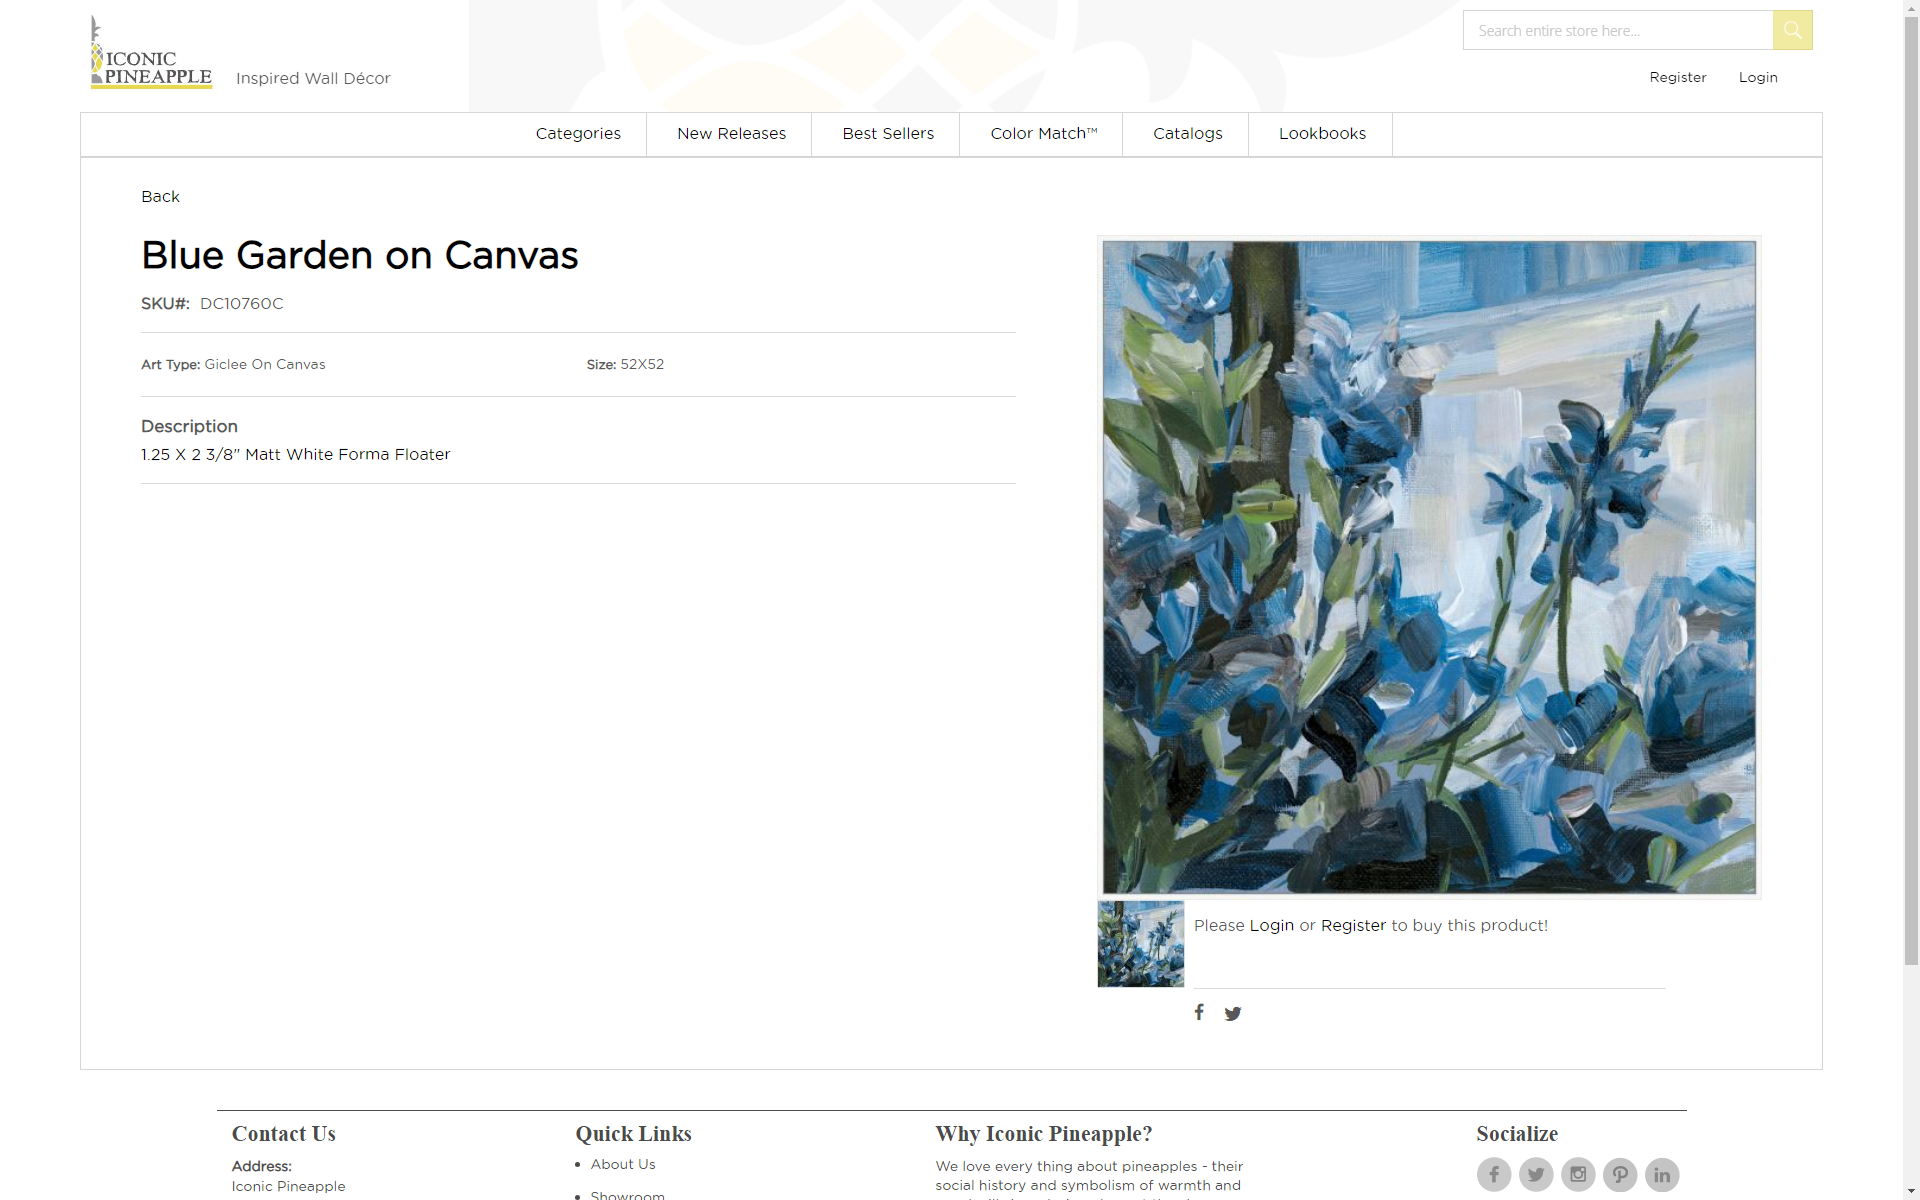 ICONIC
PINEAPPLE
Inspired Wall Décor
Search entire store here...
Register
Login
Categories
New Releases
Best Sellers
Color Match™
Catalogs
Lookbooks
Back
Blue Garden on Canvas
SKU#: DC10760C
Art Type: Giclee On Canvas
Size: 52X52
Description
1.25 X 2 3/8" Matt White Forma Floater
Please Login or Register to buy this product!
Contact Us
Address:
Iconic Pineapple
Quick Links
About Us
Showroom
Why Iconic Pineapple?
We love every thing about pineapples - their
social history and symbolism of warmth and
Socialize